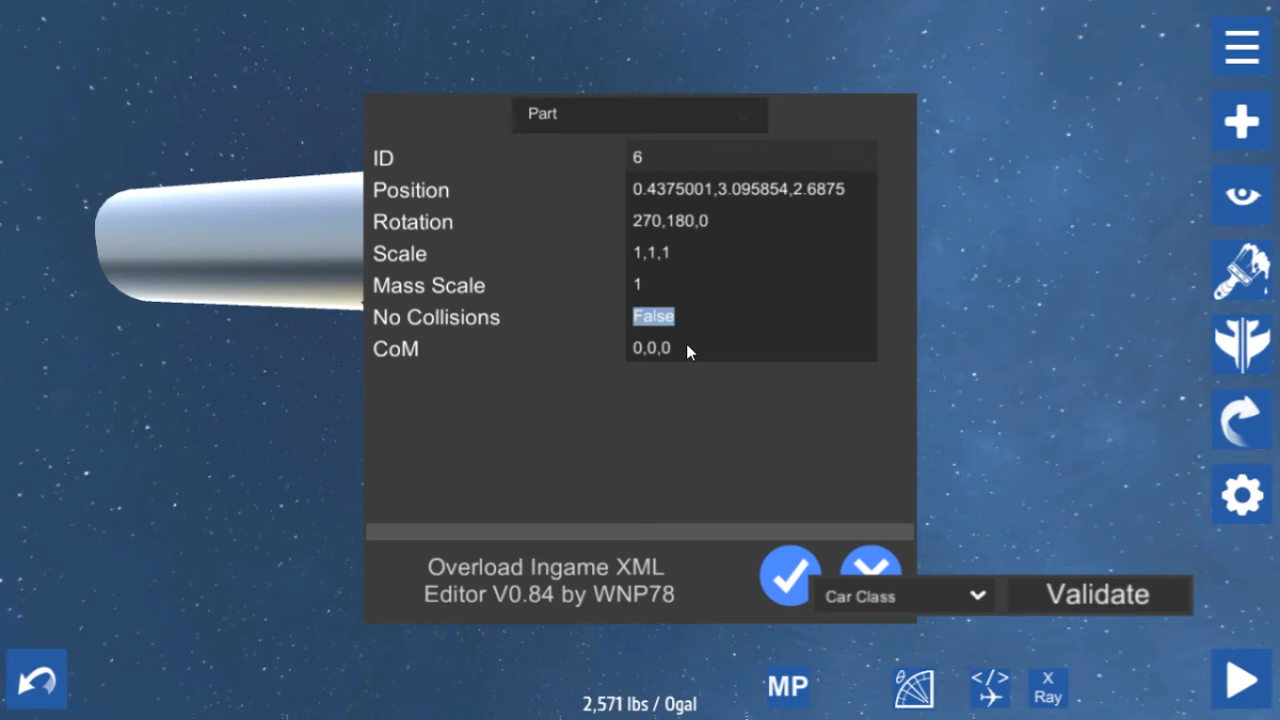 Part
ID 6
Position 0.4375001,3.095854,2.6875
Rotation 270,180,0
Scale 1,1,1
Mass Scale 1
No Collisions False
CoM 0,0,0
Overload Ingame XML
Editor V0.84 by WNP78
Car Class
Validate
MP
θ
</>
X
Ray
2,571 lbs / 0gal